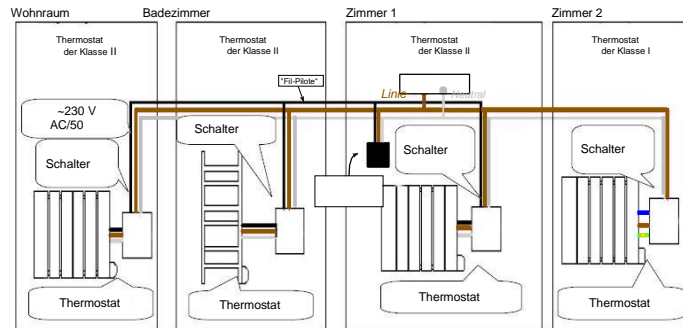 Wohnraum
Badezimmer
Zimmer 1
Zimmer 2
Thermostat
der Klasse II
Thermostat
der Klasse II
Thermostat
der Klasse II
Thermostat
der Klasse I
"Fil-Pilote"
Linie
Neutral
~230 V
AC/50
Schalter
Schalter
Schalter
Schalter
Thermostat
Thermostat
Thermostat
Thermostat